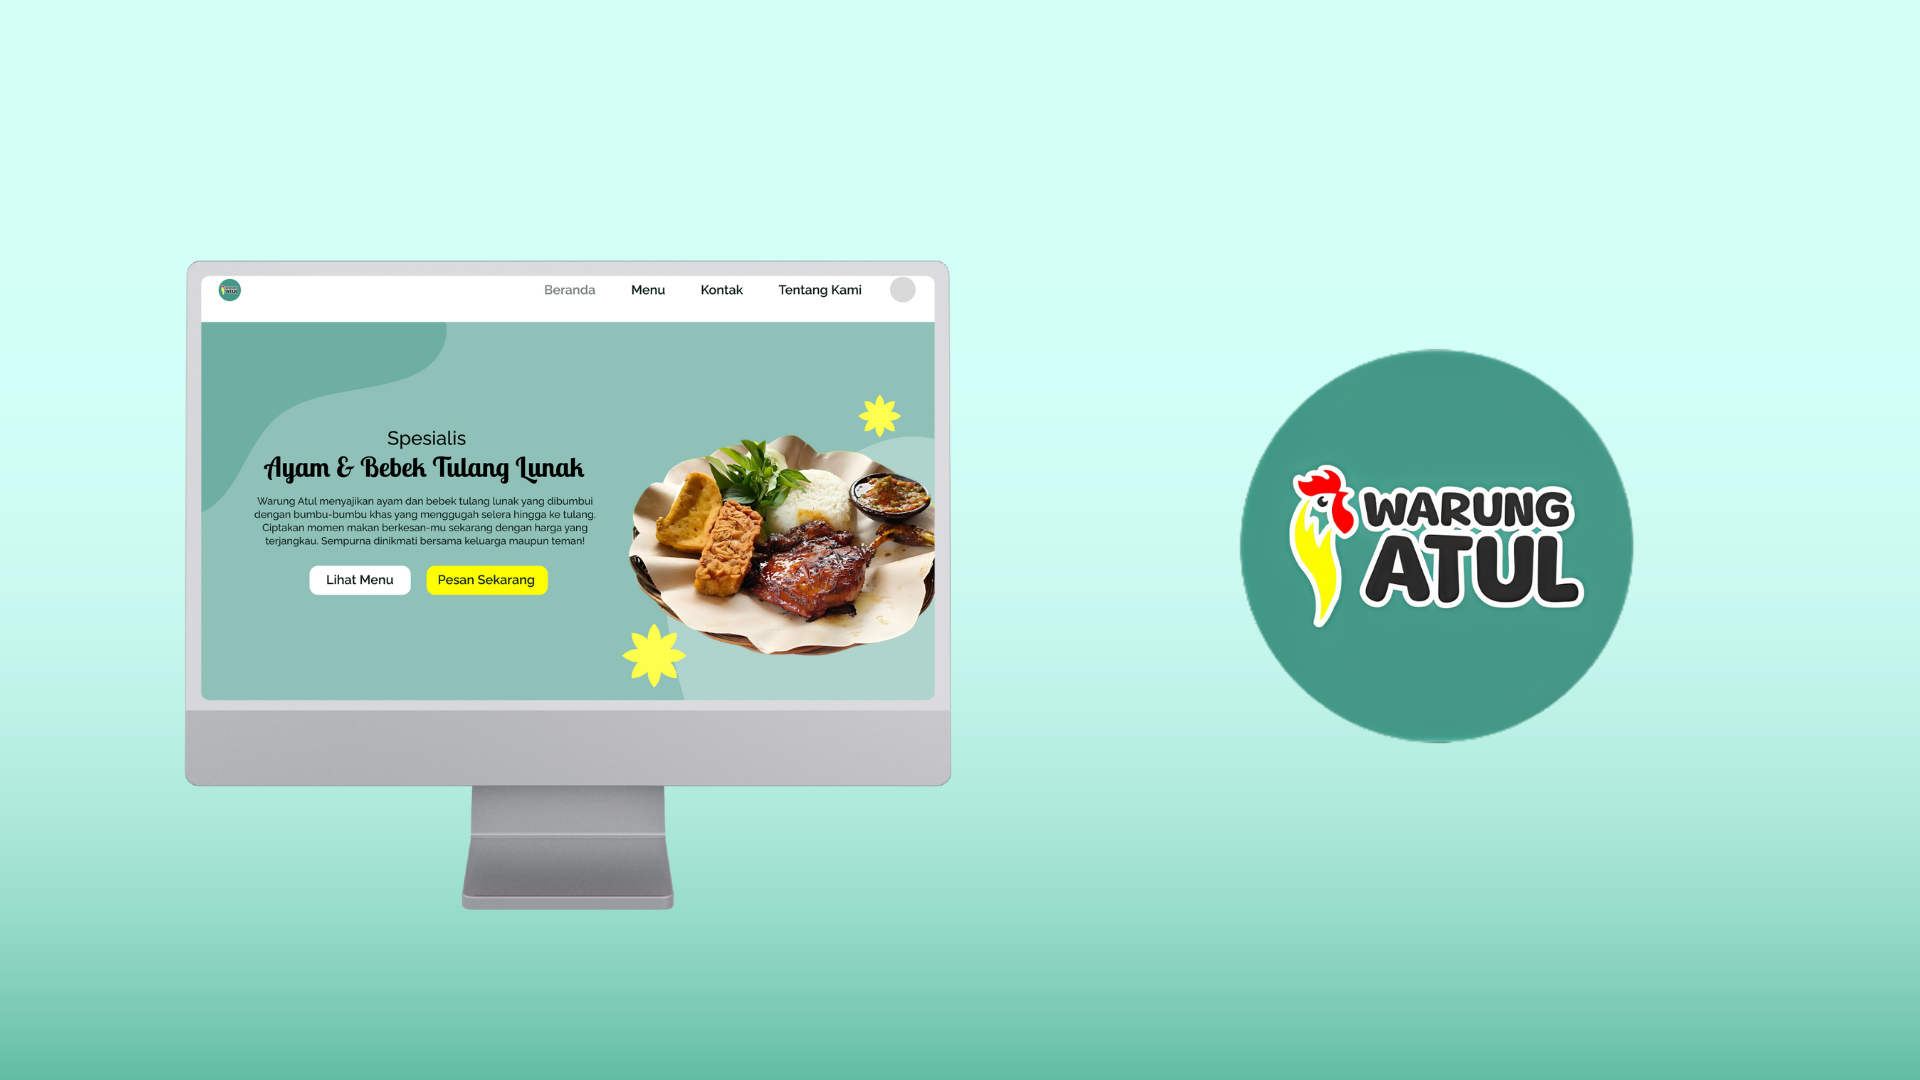 Beranda Menu Kontak Tentang Kami
Spesialis
Ayam & Bebek Tulang Lunak
Warung Atul menyajikan ayam dan bebek tulang lunak yang dibumbui
dengan bumbu-bumbu khas yang menggugah selera hingga ke tulang.
Ciptakan momen makan berkesan-mu sekarang dengan harga yang
terjangkau. Sempurna dinikmati bersama keluarga maupun teman!
Lihat Menu Pesan Sekarang
WARUNG
ATUL